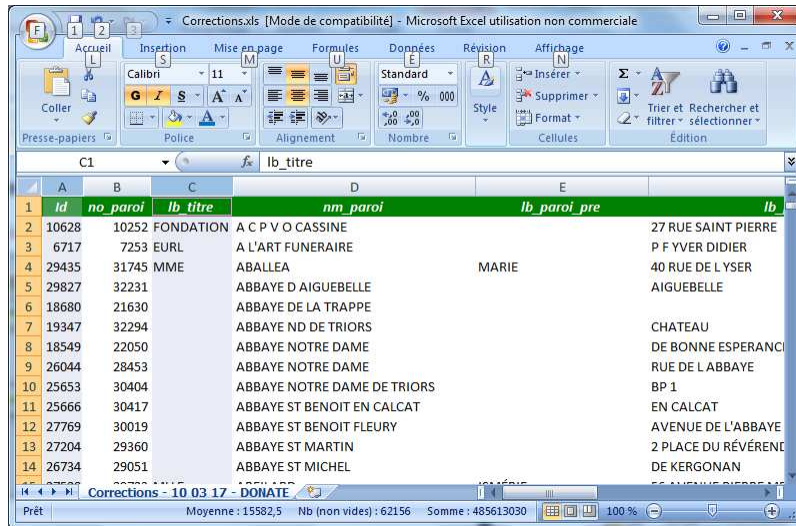 F 1 2 3 Corrections.xls [Mode de compatibilité] - Microsoft Excel utilisation non commerciale
Accueil Insertion Mise en page Formules Données Révision Affichage
L S M U É R N
Calibri 11 Standard Insérer Σ
Coller G I S A A % 000 Style Supprimer Trier et Rechercher et
A Format filtrer sélectionner
Presse-papiers Police Alignement Nombre Cellules Édition
C1 fx lb_titre
A B C D E
1 Id no_paroi lb_titre nm_paroi lb_paroi_pre
2 10628 10252 FONDATION A C P V O CASSINE 27 RUE SAINT PIERRE
3 6717 7253 EURL A L'ART FUNERAIRE P F YVER DIDIER
4 29435 31745 MME ABALLEA MARIE 40 RUE DE L YSER
5 29827 32231 ABBAYE D AIGUEBELLE AIGUEBELLE
6 18680 21630 ABBAYE DE LA TRAPPE
7 19347 32294 ABBAYE ND DE TRIORS CHATEAU
8 18549 22050 ABBAYE NOTRE DAME DE BONNE
9 26044 28453 ABBAYE NOTRE DAME RUE DE L ABBAYE
10 25653 30404 ABBAYE NOTRE DAME DE TRIORS BP 1
11 25666 30417 ABBAYE ST BENOIT EN CALCAT EN CALCAT
12 27769 30019 ABBAYE ST BENOIT FLEURY AVENUE DE L'ABBAYE
13 27204 29360 ABBAYE ST MARTIN 2 PLACE DU
14 26734 29051 ABBAYE ST MICHEL DE KERGONAN
Corrections - 10 03 17 - DONATE
Prêt Moyenne : 15582,5 Nb (non vides) : 62156 Somme : 485613030 100 %